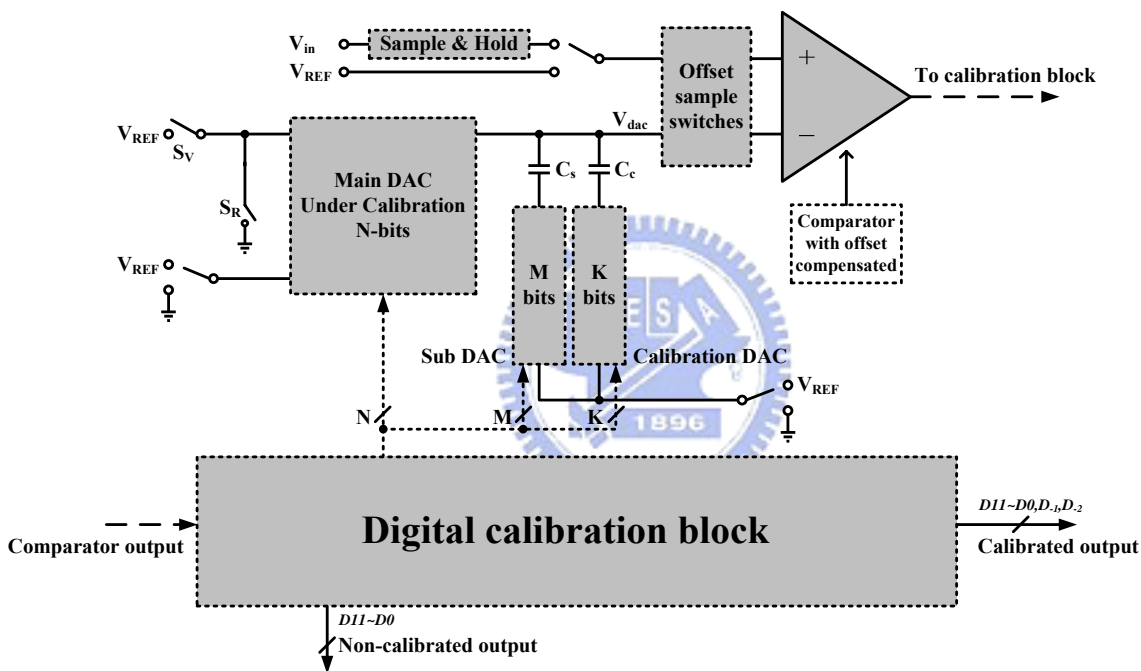 Vin
Sample & Hold
VREF
Offset
sample
switches
+
−
To calibration block
VREF
SV
Vdac
Main DAC
Under Calibration
N-bits
Cs
Cc
SR
Comparator
with offset
compensated
VREF
M
bits
K
bits
ES
A
Sub DAC
Calibration DAC
VREF
N
M
K
1896
Digital calibration block
Comparator output
D11~D0,D-1,D-2
Calibrated output
D11~D0
Non-calibrated output